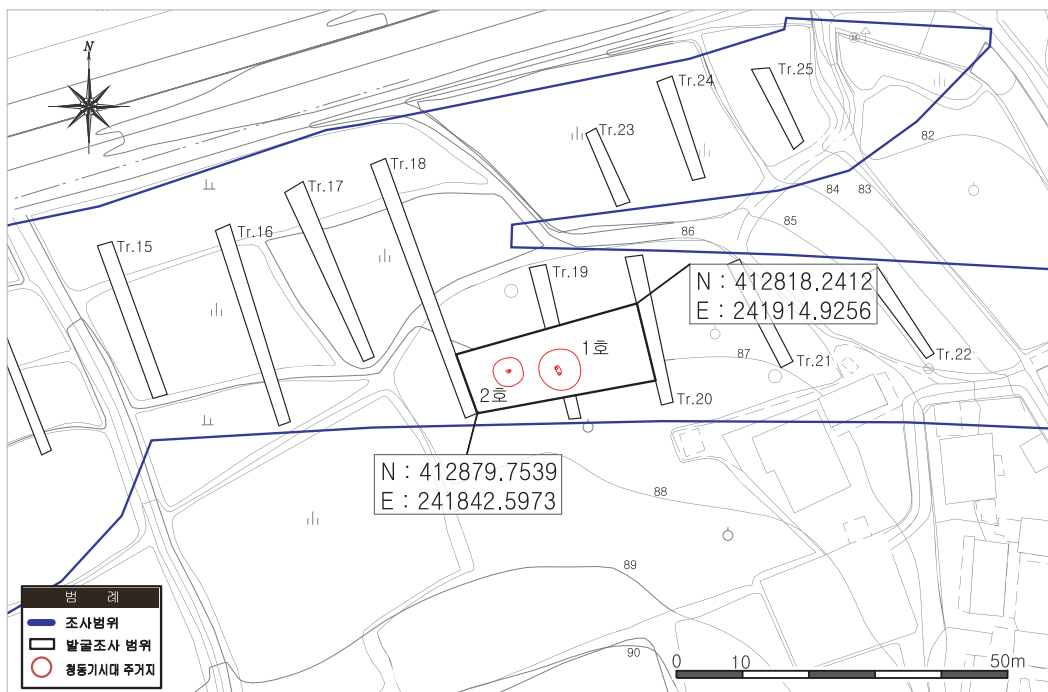 N
Tr.25
Tr.24
Tr.23
82
Tr.18
Tr.17
84
83
85
Tr.16
86
Tr.15
Tr.19
N : 412818.2412
E : 241914.9256
1호
87
Tr.21
Tr.22
2호
Tr.20
N : 412879.7539
E : 241842.5973
88
89
90
범 례
조사범위
발굴조사 범위
청동기시대 주거지
0 10 50m